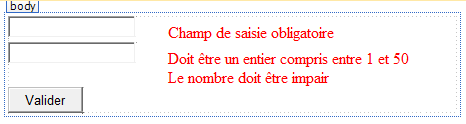 body
Champ de saisie obligatoire
Doit être un entier compris entre 1 et 50
Le nombre doit être impair
Valider